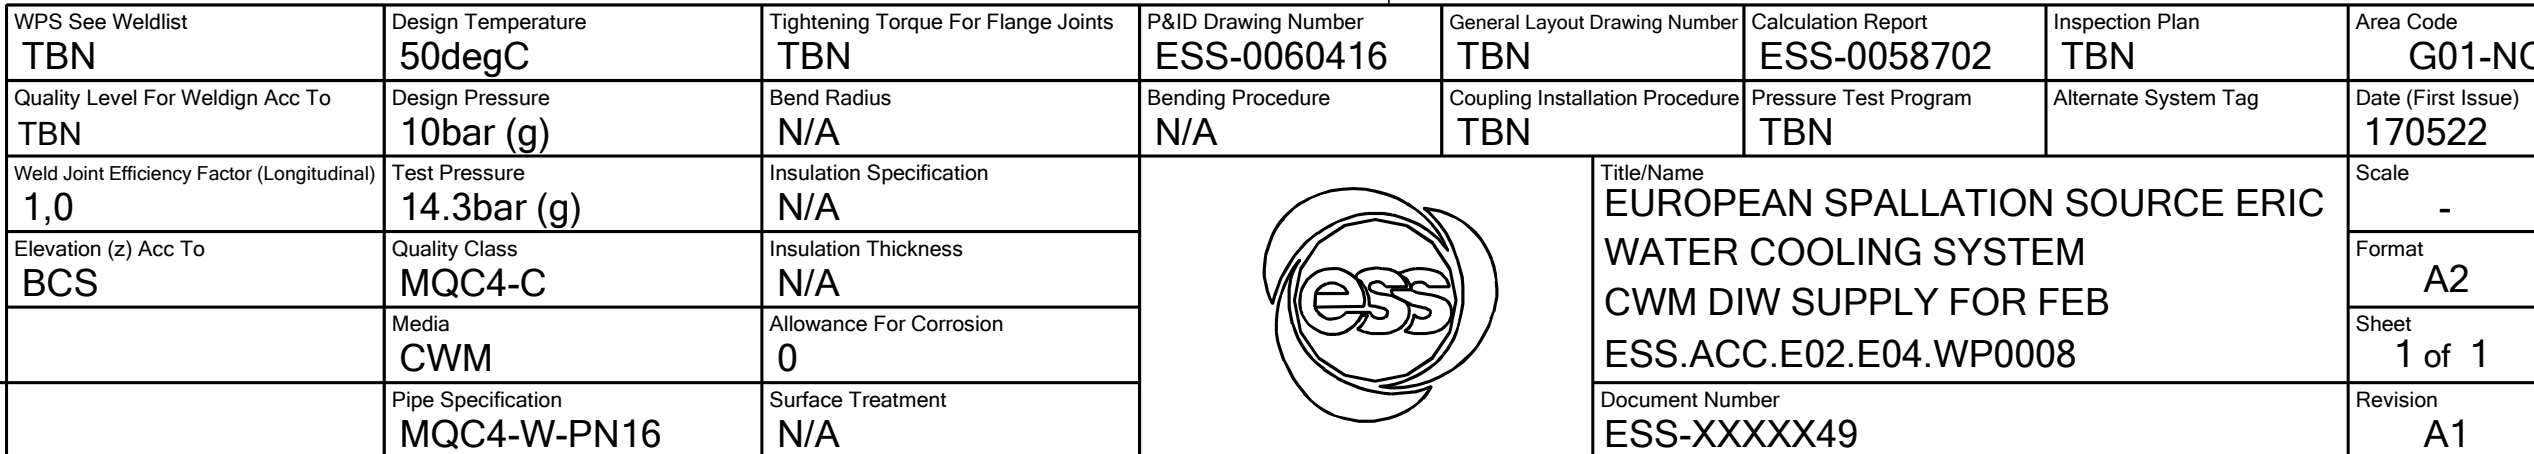 WPS See Weldlist
TBN
Design Temperature
50degC
Tightening Torque For Flange Joints
TBN
P&ID Drawing Number
ESS-0060416
General Layout Drawing Number
TBN
Calculation Report
ESS-0058702
Inspection Plan
TBN
Area Code
Quality Level For Weldign Acc To
TBN
Design Pressure
10bar (g)
Bend Radius
N/A
Bending Procedure
N/A
Coupling Installation Procedure
TBN
Pressure Test Program
TBN
Alternate System Tag
Date (First Issue)
170522
Weld Joint Efficiency Factor (Longitudinal)
1,0
Test Pressure
14.3bar (g)
Insulation Specification
N/A
ess
Title/Name
EUROPEAN SPALLATION SOURCE ERIC
WATER COOLING SYSTEM
CWM DIW SUPPLY FOR FEB
ESS.ACC.E02.E04.WP0008
Scale
-
Elevation (z) Acc To
BCS
Quality Class
MQC4-C
Insulation Thickness
N/A
Format
A2
Media
CWM
Allowance For Corrosion
0
Sheet
1 of 1
Pipe Specification
MQC4-W-PN16
Surface Treatment
N/A
Document Number
ESS-XXXXX49
Revision
A1